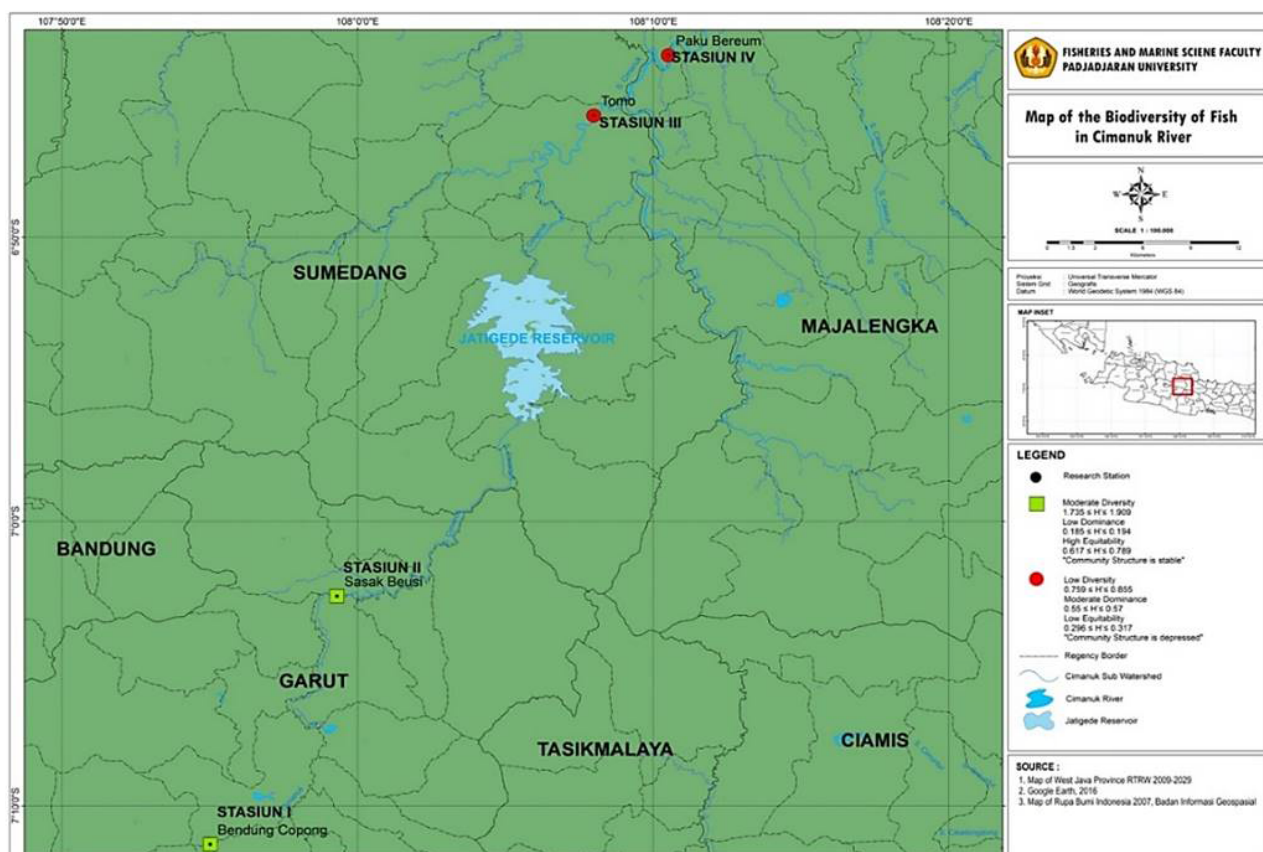 107°50'0"E
108°0'0"E
108°10'0"E
108°20'0"E
6°50'0"S
7°0'0"S
7°10'0"S
Paku Bereum
STASIUN IV
Tomo
STASIUN III
SUMEDANG
MAJALENGKA
JATIGEDE RESERVOIR
BANDUNG
STASIUN II
Sasak Beusi
GARUT
TASIKMALAYA
CIAMIS
STASIUN I
Bendung Copong
FISHERIES AND MARINE SCIENE FACULTY
PADJADJARAN UNIVERSITY
Map of the Biodiversity of Fish
in Cimanuk River
N
W
E
S
SCALE 1 : 100.000
0 1,5 3 6 9 12
Kilometers
Proyeksi : Universal Transverse Mercator
Sistem Grid : Geografis
Datum : World Geodetic System 1984 (WGS-84)
MAP INSET
LEGEND
Research Station
Moderate Diversity
1.735 ≤ H'≤ 1.909
Low Dominance
0.185 ≤ H'≤ 0.194
High Equitability
0.617 ≤ H'≤ 0.789
"Community Structure is stable"
Low Diversity
0.759 ≤ H'≤ 0.855
Moderate Dominance
0.55 ≤ H'≤ 0.57
Low Equitability
0.296 ≤ H'≤ 0.317
"Community Structure is depressed"
Regency Border
Cimanuk Sub Watershed
Cimanuk River
Jatigede Reservoir
SOURCE :
1. Map of West Java Province RTRW 2009-2029
2. Google Earth, 2016
3. Map of Rupa Bumi Indonesia 2007, Badan Informasi Geospasial